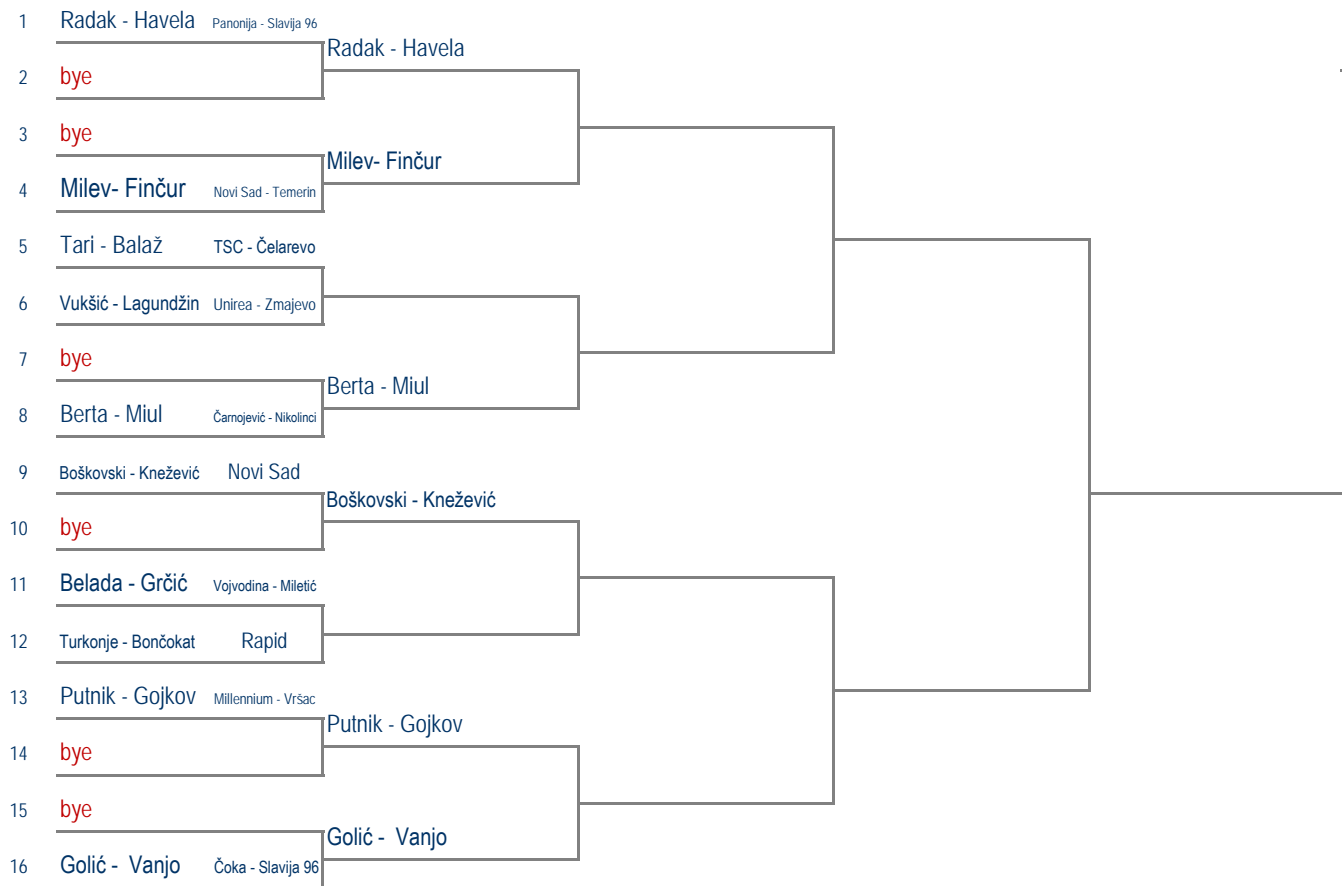 1 Radak - Havela Panonija - Slavija 96
Radak - Havela
2 bye
3 bye
Milev- Finčur
4 Milev- Finčur Novi Sad - Temerin
5 Tari - Balaž TSC - Čelarevo
6 Vukšić - Lagundžin Unirea - Zmajevo
7 bye
Berta - Miul
8 Berta - Miul Čarnojević - Nikolinci
9 Boškovski - Knežević Novi Sad
Boškovski - Knežević
10 bye
11 Belada - Grčić Vojvodina - Miletić
12 Turkonje - Bončokat Rapid
13 Putnik - Gojkov Millennium - Vršac
Putnik - Gojkov
14 bye
15 bye
Golić - Vanjo
16 Golić - Vanjo Čoka - Slavija 96